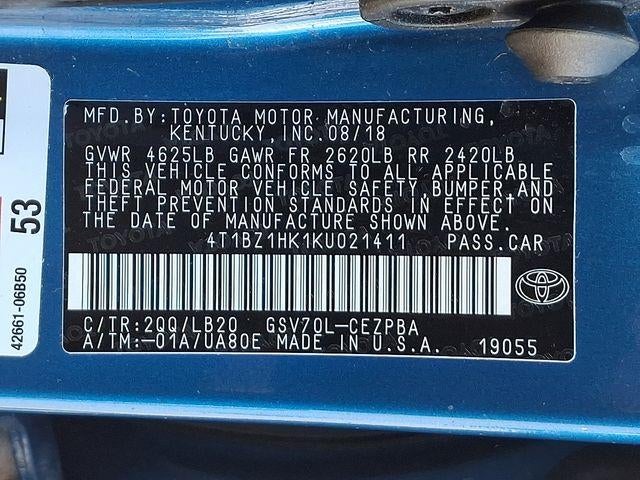 MFD.BY:TOYOTA MOTOR MANUFACTURING,
KENTUCKY,INC.08/18
GVWR 4625LB GAWR FR 2620LB RR 2420LB
THIS VEHICLE CONFORMS TO ALL APPLICABLE
FEDERAL MOTOR VEHICLE SAFETY BUMPER,AND
THEFT PREVENTION STANDARDS IN EFFECT ON
THE DATE OF MANUFACTURE SHOWN ABOVE.
4T1BZ1HK1KU021411 PASS.CAR
C/TR:2QQ/LB20 GSV70L-CEZPBA
A/TM:-01A/UA80E MADE IN U.S.A. 19055
53
42661-06B50